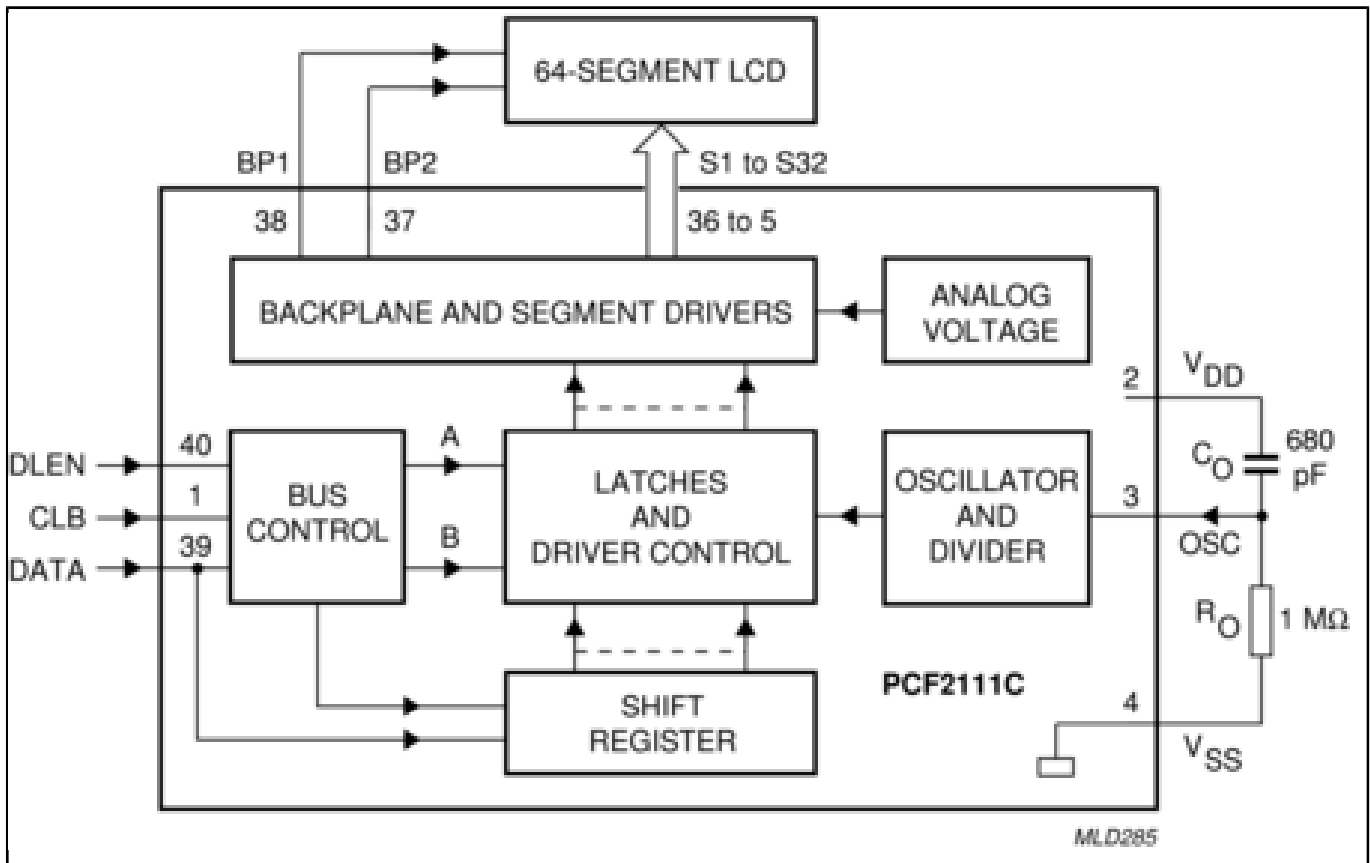 64-SEGMENT LCD
BP1
BP2
S1 to S32
38
37
36 to 5
BACKPLANE AND SEGMENT DRIVERS
ANALOG
VOLTAGE
2
VDD
DLEN
40
CLB
1
DATA
39
BUS
CONTROL
A
B
LATCHES
AND
DRIVER CONTROL
OSCILLATOR
AND
DIVIDER
CO
680
pF
3
OSC
RO
1 MΩ
PCF2111C
SHIFT
REGISTER
4
VSS
MLD285